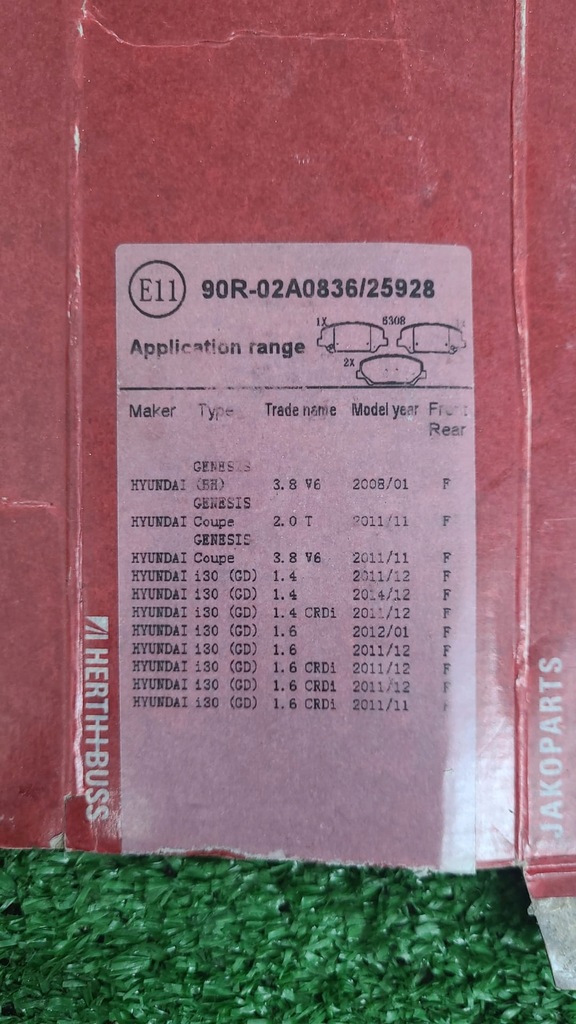 E11 90R-02A0836/25928
1X 6308 1X
Application range
2X
Maker Type Trade name Model year Front
Rear
GENESIS
HYUNDAI (BH) 3.8 V6 2008/01 F
GENESIS
HYUNDAI Coupe 2.0 T 2011/11 F
GENESIS
HYUNDAI Coupe 3.8 V6 2011/11 F
HYUNDAI i30 (GD) 1.4 2011/12 F
HYUNDAI i30 (GD) 1.4 2014/12 F
HYUNDAI i30 (GD) 1.4 CRDi 2011/12 F
HYUNDAI i30 (GD) 1.6 2012/01 F
HYUNDAI i30 (GD) 1.6 2011/12 F
HYUNDAI i30 (GD) 1.6 CRDi 2011/12 F
HYUNDAI i30 (GD) 1.6 CRDi 2011/12 F
HYUNDAI i30 (GD) 1.6 CRDi 2011/11
HERTH+BUSS
JAKOPARTS